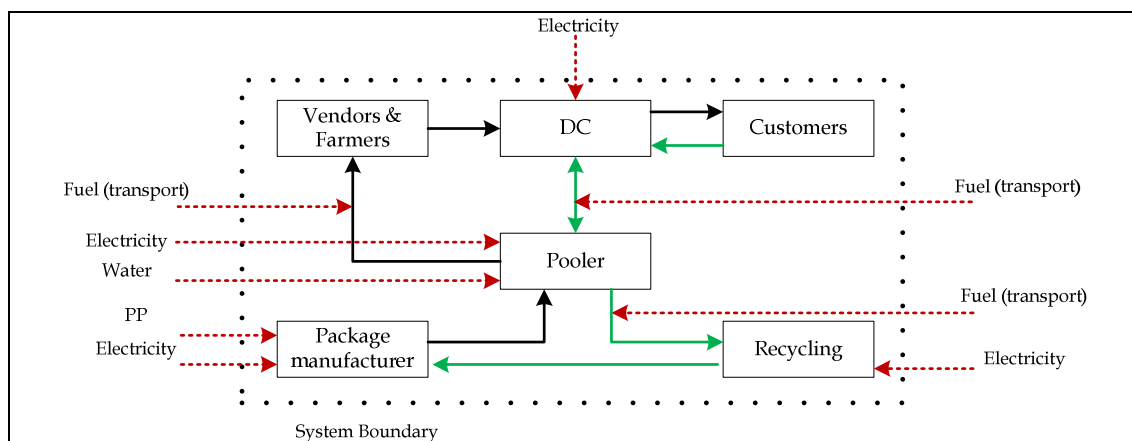 Electricity
Vendors &
Farmers
DC
Customers
Fuel (transport)
Fuel (transport)
Electricity
Water
Pooler
PP
Electricity
Package
manufacturer
Fuel (transport)
Recycling
Electricity
System Boundary